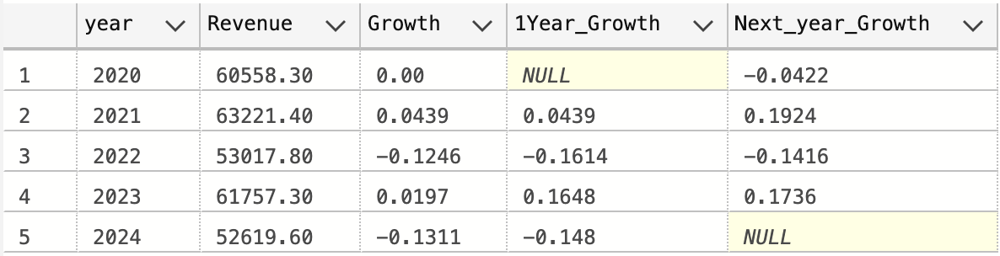 year Revenue Growth 1Year_Growth Next_year_Growth
1 2020 60558.30 0.00 NULL -0.0422
2 2021 63221.40 0.0439 0.0439 0.1924
3 2022 53017.80 -0.1246 -0.1614 -0.1416
4 2023 61757.30 0.0197 0.1648 0.1736
5 2024 52619.60 -0.1311 -0.148 NULL